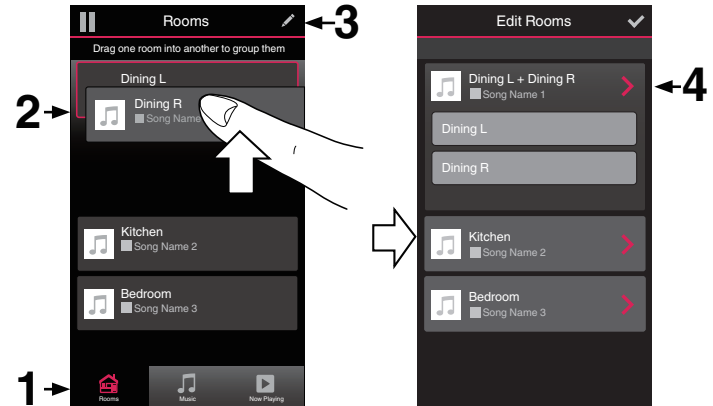 Rooms
3
Drag one room into another to group them
Dining L
2
Dining R
Song Name
Kitchen
Song Name 2
Bedroom
Song Name 3
1
Rooms
Music
Now Playing
Edit Rooms
Dining L + Dining R
Song Name 1
4
Dining L
Dining R
Kitchen
Song Name 2
Bedroom
Song Name 3